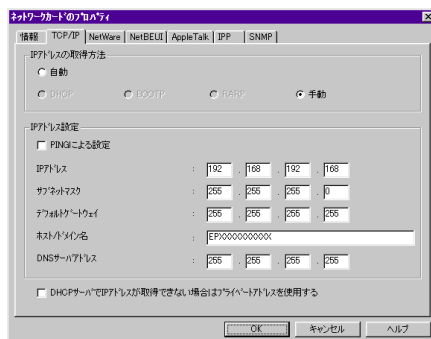 ネットワークカードのプロパティ
情報 TCP/IP NetWare NetBEUI AppleTalk IPP SNMP
IPアドレスの取得方法
自動
DHCP BOOTP RARP 手動
IPアドレス設定
PINGによる設定
IPアドレス : 192 . 168 . 192 . 168
サブネットマスク : 255 . 255 . 255 . 0
デフォルトゲートウェイ : 255 . 255 . 255 . 255
ホスト/ドメイン名 : EPXXXXXXXXXX
DNSサーバアドレス : 255 . 255 . 255 . 255
DHCPサーバでIPアドレスが取得できない場合はプライベートアドレスを使用する
OK キャンセル ヘルプ